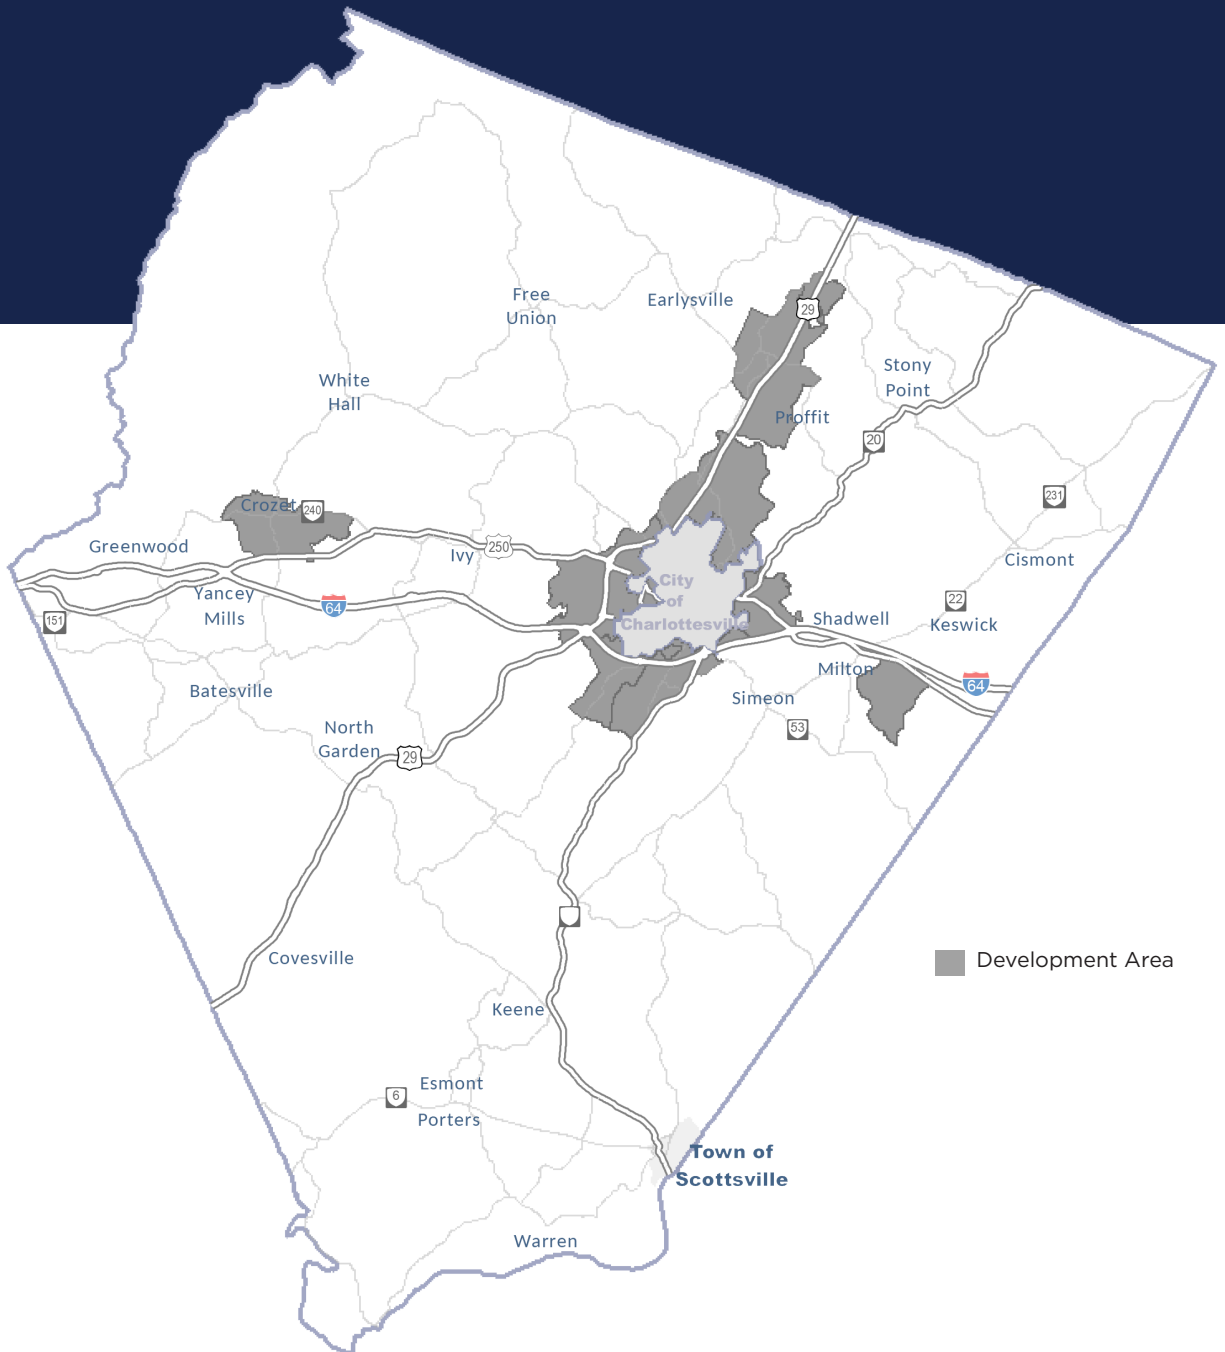 29
Free
Union
Earlysville
Stony
Point
White
Hall
Proffit
20
231
Crozet
240
Greenwood
Ivy
250
Cismont
City
of
Charlottesville
Yancey
Mills
64
151
22
Shadwell
Keswick
Milton
64
Batesville
Simeon
53
North
Garden
29
Covesville
Development Area
Keene
Esmont
6
Porters
Town of
Scottsville
Warren